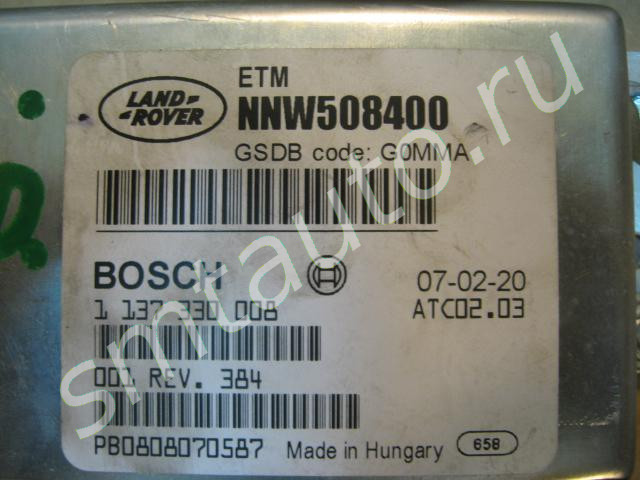 LAND-
-ROVER
ETM
NNW508400
GSDB code: G0MMA
BOSCH
07-02-20
1 137 330 008
ATC02.03
001 REV. 384
PB0808070587
Made in Hungary
658
smtauto.ru